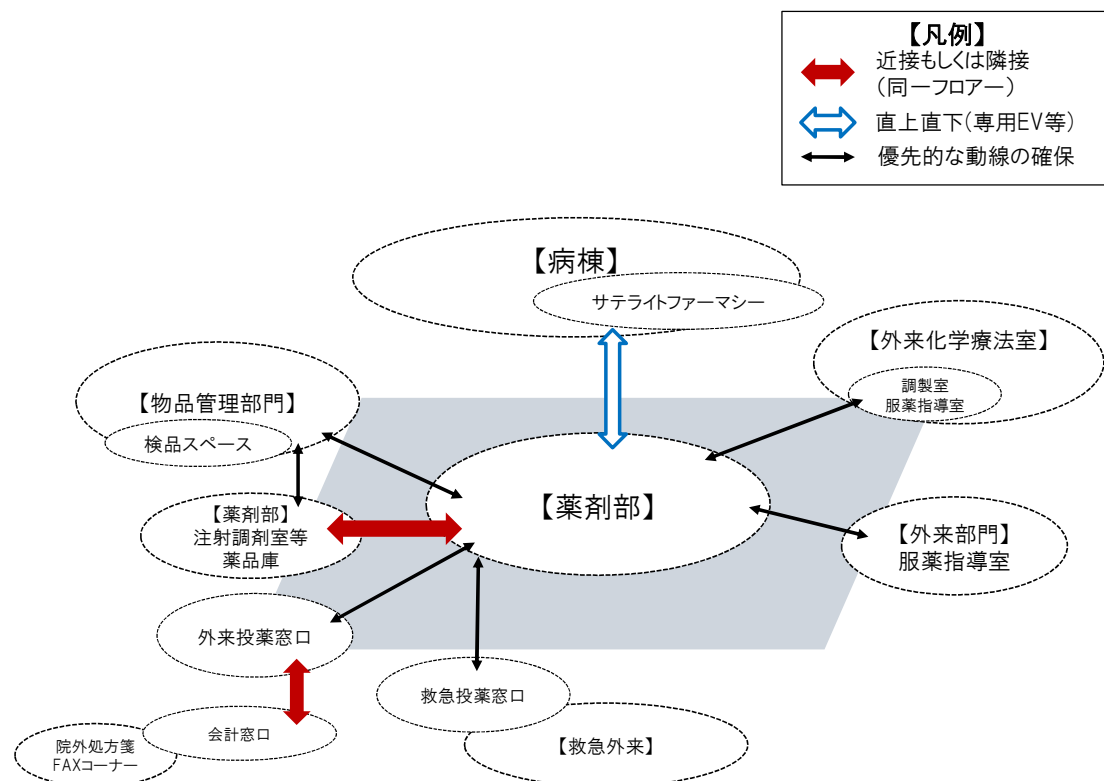 【凡例】
近接もしくは隣接
（同一フロアー）
直上直下(専用EV等)
優先的な動線の確保
【病棟】
サテライトファーマシー
【外来化学療法室】
調製室
服薬指導室
【物品管理部門】
検品スペース
【薬剤部】
注射調剤室等
薬品庫
【薬剤部】
【外来部門】
服薬指導室
外来投薬窓口
救急投薬窓口
会計窓口
院外処方箋
FAXコーナー
【救急外来】